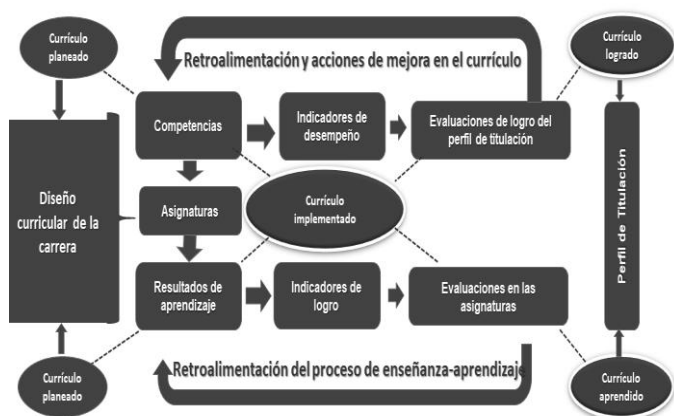 Currículo
planeado
Retroalimentación y acciones de mejora en el currículo
Currículo
logrado
Competencias
Indicadores de
desempeño
Evaluaciones de logro del
perfil de titulación
Diseño
curricular de la
carrera
Asignaturas
Currículo
implementado
Perfil de Titulación
Resultados de
aprendizaje
Indicadores de
logro
Evaluaciones en las
asignaturas
Currículo
planeado
Retroalimentación del proceso de enseñanza-aprendizaje
Currículo
aprendido